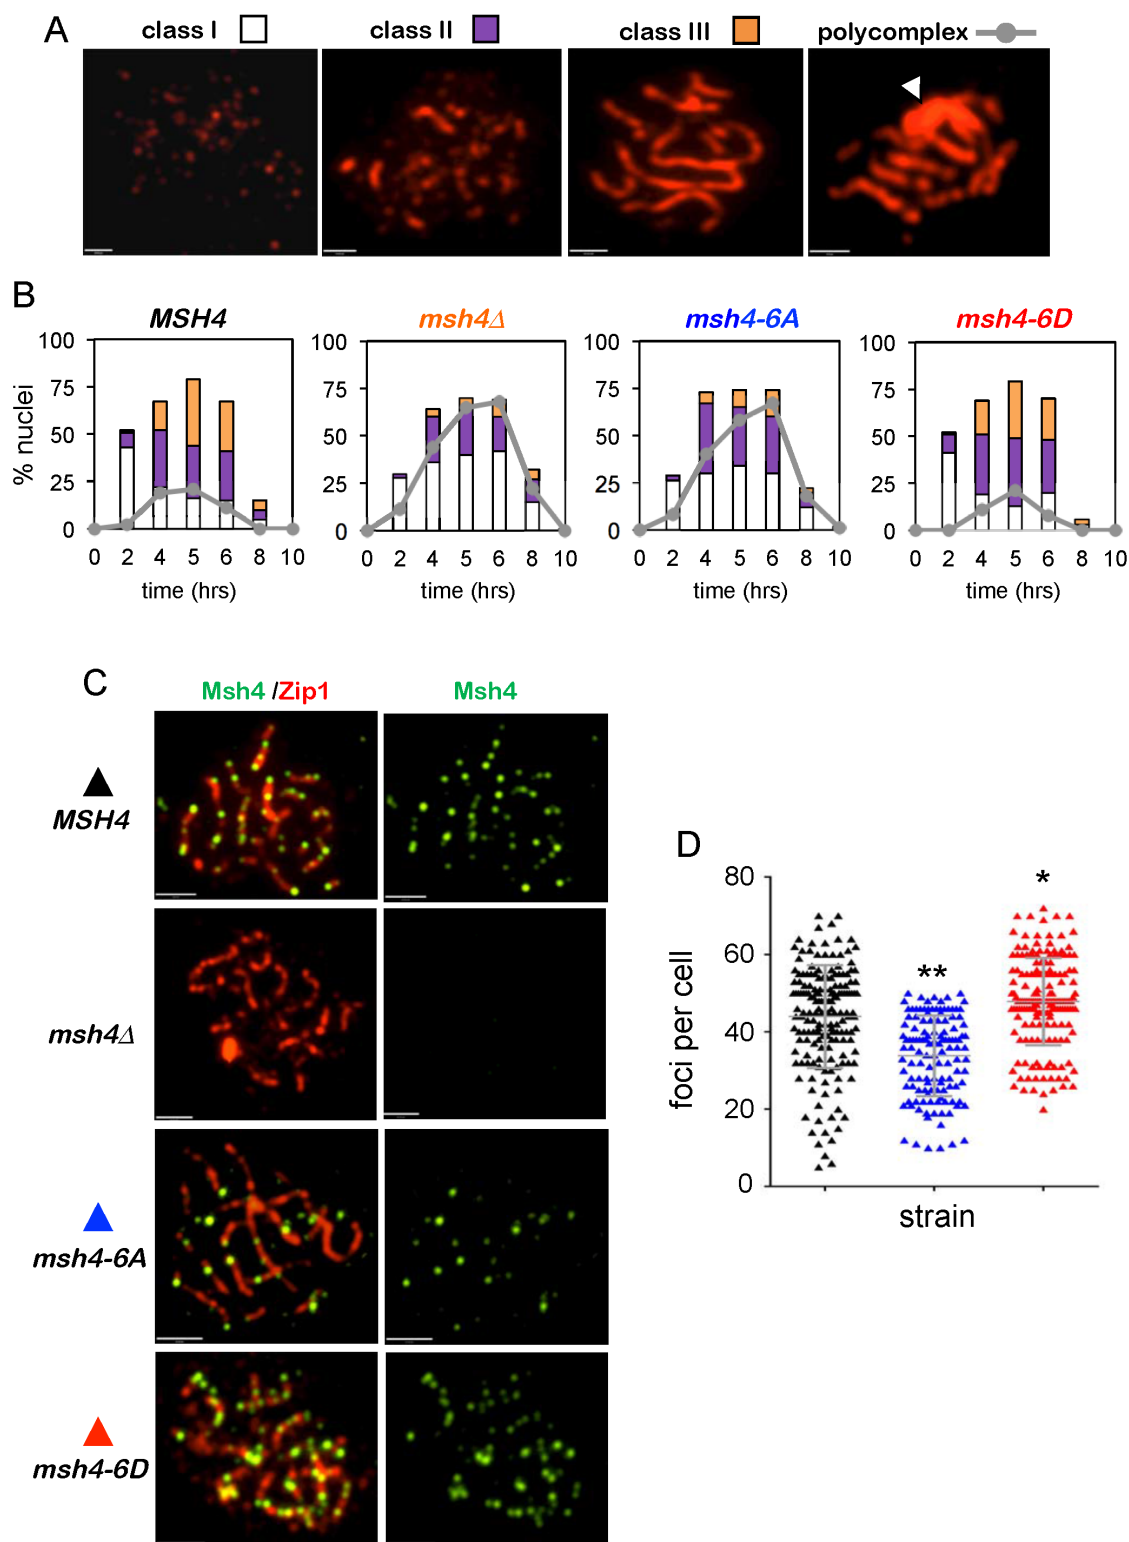 A
class I
class II
class III
polycomplex
B
MSH4
msh4Δ
msh4-6A
msh4-6D
% nuclei
100
75
50
25
0
0 2 4 5 6 8 10
time (hrs)
100
75
50
25
0
0 2 4 5 6 8 10
time (hrs)
100
75
50
25
0
0 2 4 5 6 8 10
time (hrs)
100
75
50
25
0
0 2 4 5 6 8 10
time (hrs)
C
Msh4 /Zip1
Msh4
MSH4
msh4Δ
msh4-6A
msh4-6D
D
foci per cell
80
60
40
20
0
**
*
strain